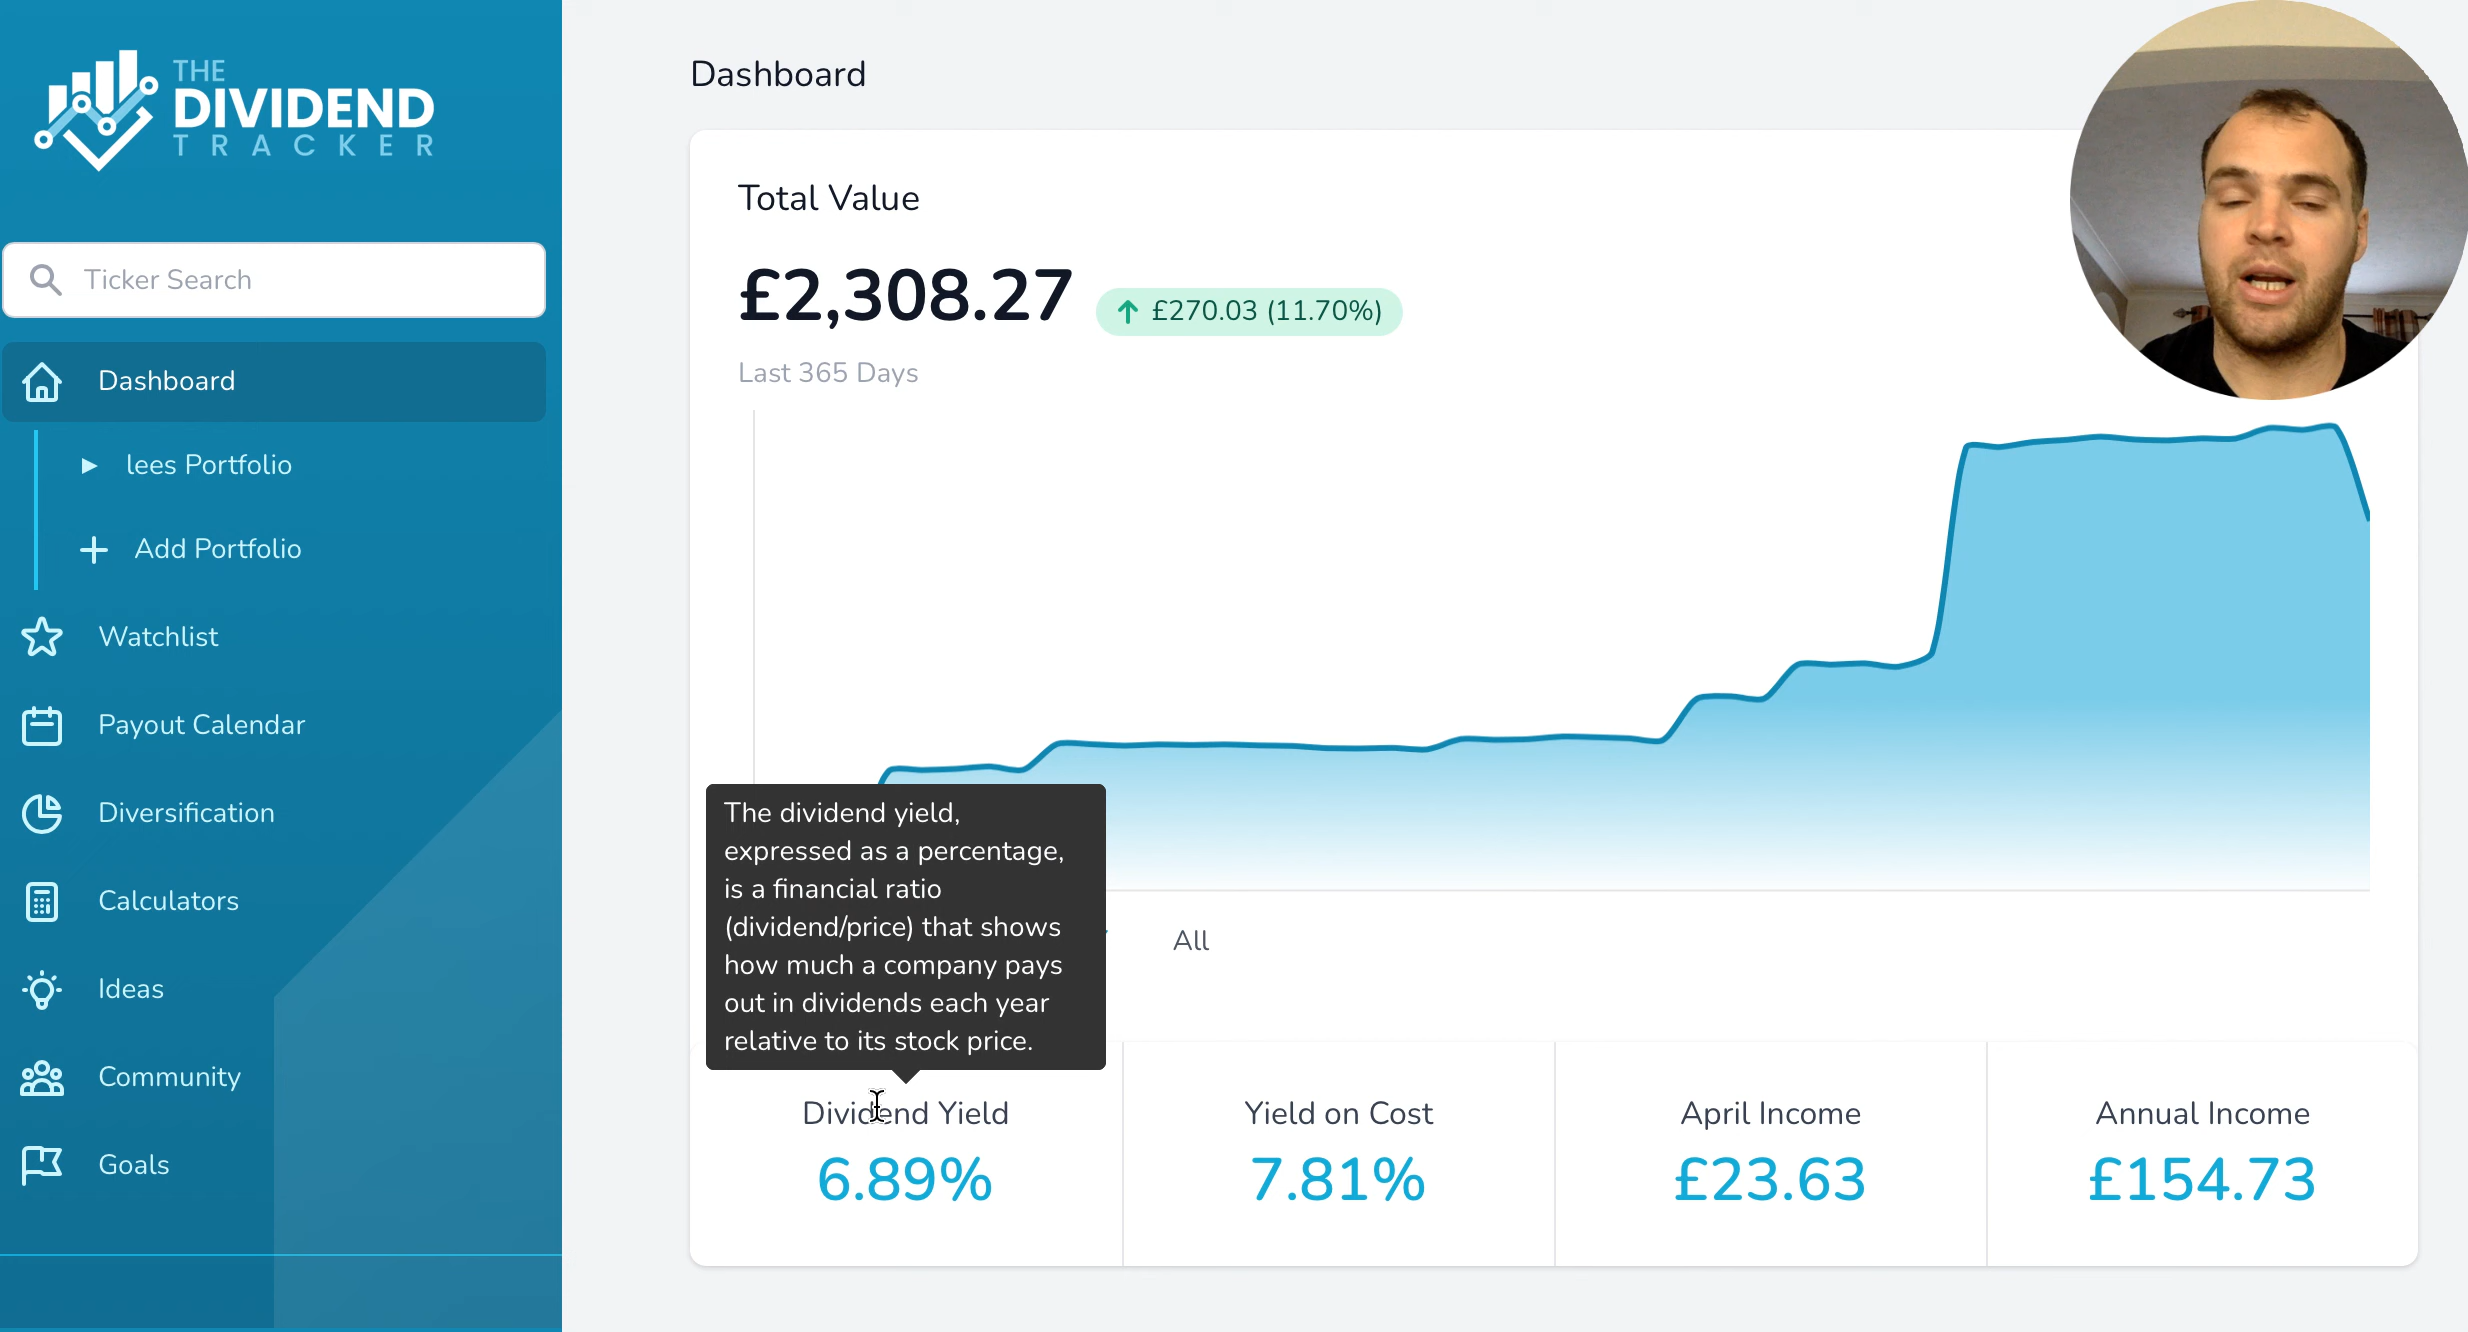 THE
DIVIDEND
TRACKER
Ticker Search
Dashboard
lees Portfolio
Add Portfolio
Watchlist
Payout Calendar
Diversification
Calculators
Ideas
Community
Goals
Dashboard
Total Value
£2,308.27
£270.03 (11.70%)
Last 365 Days
The dividend yield,
expressed as a percentage,
is a financial ratio
(dividend/price) that shows
how much a company pays
out in dividends each year
relative to its stock price.
All
Dividend Yield
6.89%
Yield on Cost
7.81%
April Income
£23.63
Annual Income
£154.73